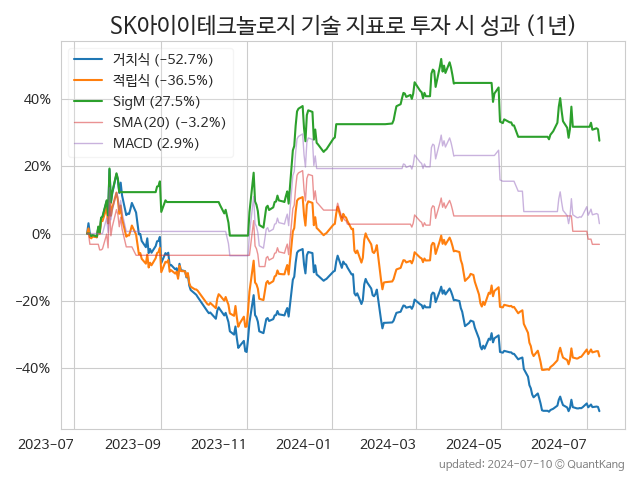 SK아이이테크놀로지 기술 지표로 투자 시 성과 (1년)
거치식 (−52.7%)
적립식 (−36.5%)
SigM (27.5%)
SMA(20) (−3.2%)
MACD (2.9%)
40%
20%
0%
−20%
−40%
2023-07 2023-09 2023-11 2024-01 2024-03 2024-05 2024-07
updated: 2024-07-10 © QuantKang